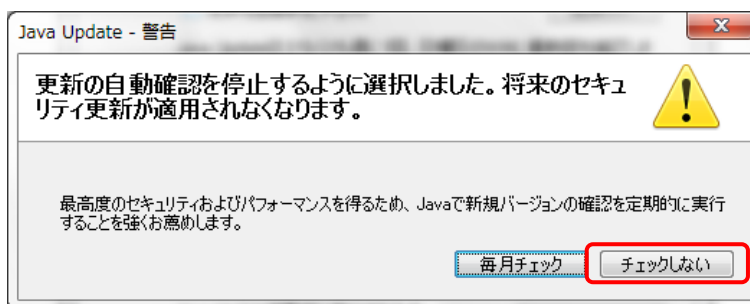 Java Update - 警告
更新の自動確認を停止するように選択しました。将来のセキュ
リティ更新が適用されなくなります。
最高度のセキュリティおよびパフォーマンスを得るため、Javaで新規バージョンの確認を定期的に実行
することを強くお薦めします。
毎月チェック
チェックしない